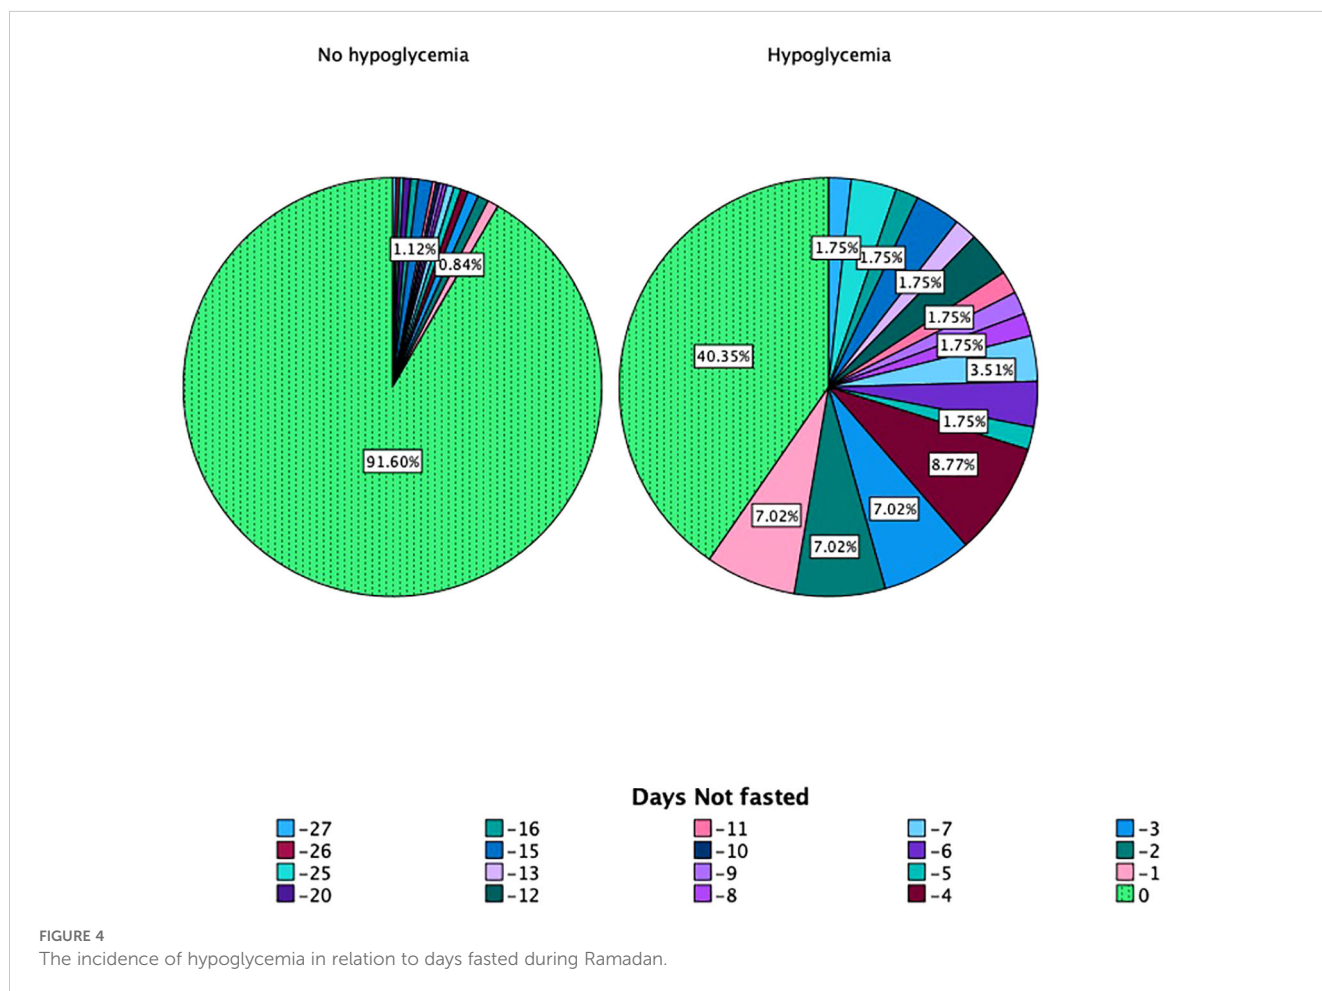 No hypoglycemia
Hypoglycemia
1.12%
0.84%
91.60%
1.75%
1.75%
1.75%
1.75%
1.75%
3.51%
1.75%
8.77%
7.02%
7.02%
7.02%
40.35%
Days Not fasted
-27 -16 -11 -7 -3
-26 -15 -10 -6 -2
-25 -13 -9 -5 -1
-20 -12 -8 -4 0
FIGURE 4
The incidence of hypoglycemia in relation to days fasted during Ramadan.